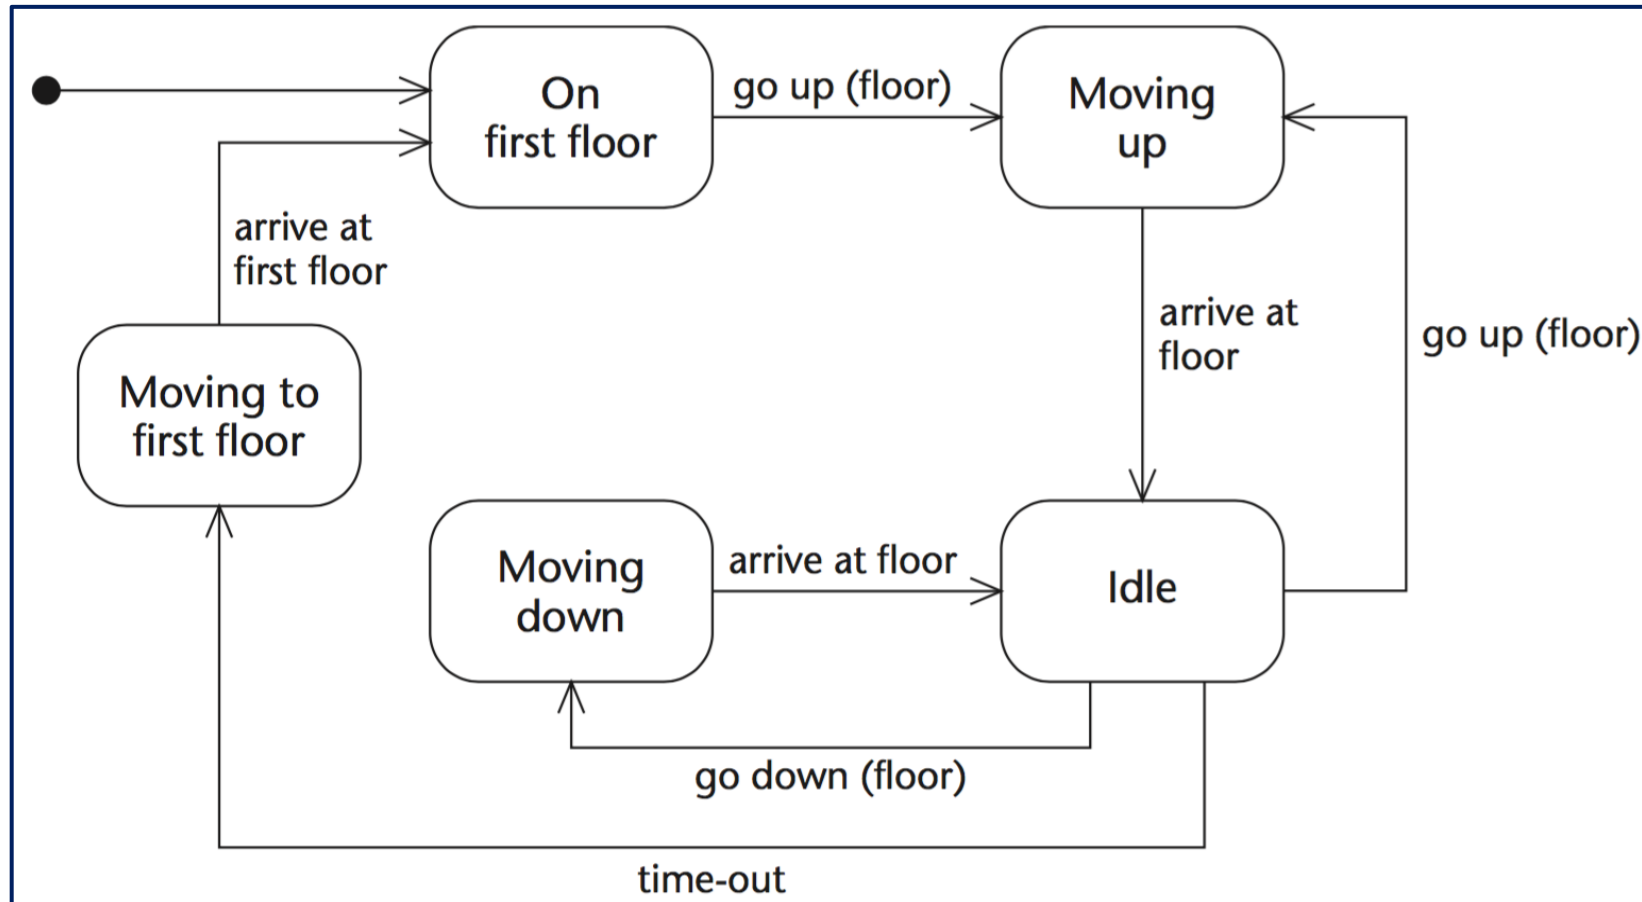 On
first floor
go up (floor)
Moving
up
arrive at
first floor
arrive at
floor
go up (floor)
Moving to
first floor
Moving
down
arrive at floor
Idle
go down (floor)
time-out